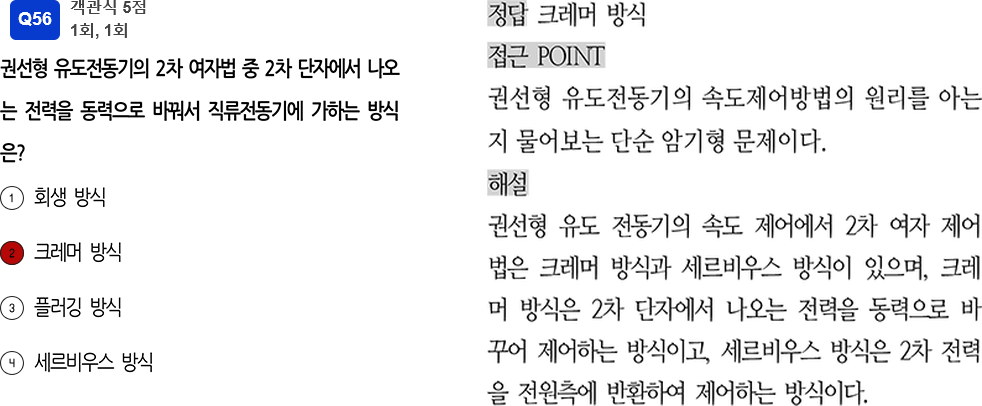 Q56
객관식 5점
1회, 1회
권선형 유도전동기의 2차 여자법 중 2차 단자에서 나오
는 전력을 동력으로 바꿔서 직류전동기에 가하는 방식
은?
1 회생 방식
2 크레머 방식
3 플러깅 방식
4 세르비우스 방식
정답 크레머 방식
접근 POINT
권선형 유도전동기의 속도제어방법의 원리를 아는
지 물어보는 단순 암기형 문제이다.
해설
권선형 유도 전동기의 속도 제어에서 2차 여자 제어
법은 크레머 방식과 세르비우스 방식이 있으며, 크레
머 방식은 2차 단자에서 나오는 전력을 동력으로 바
꾸어 제어하는 방식이고, 세르비우스 방식은 2차 전력
을 전원측에 반환하여 제어하는 방식이다.